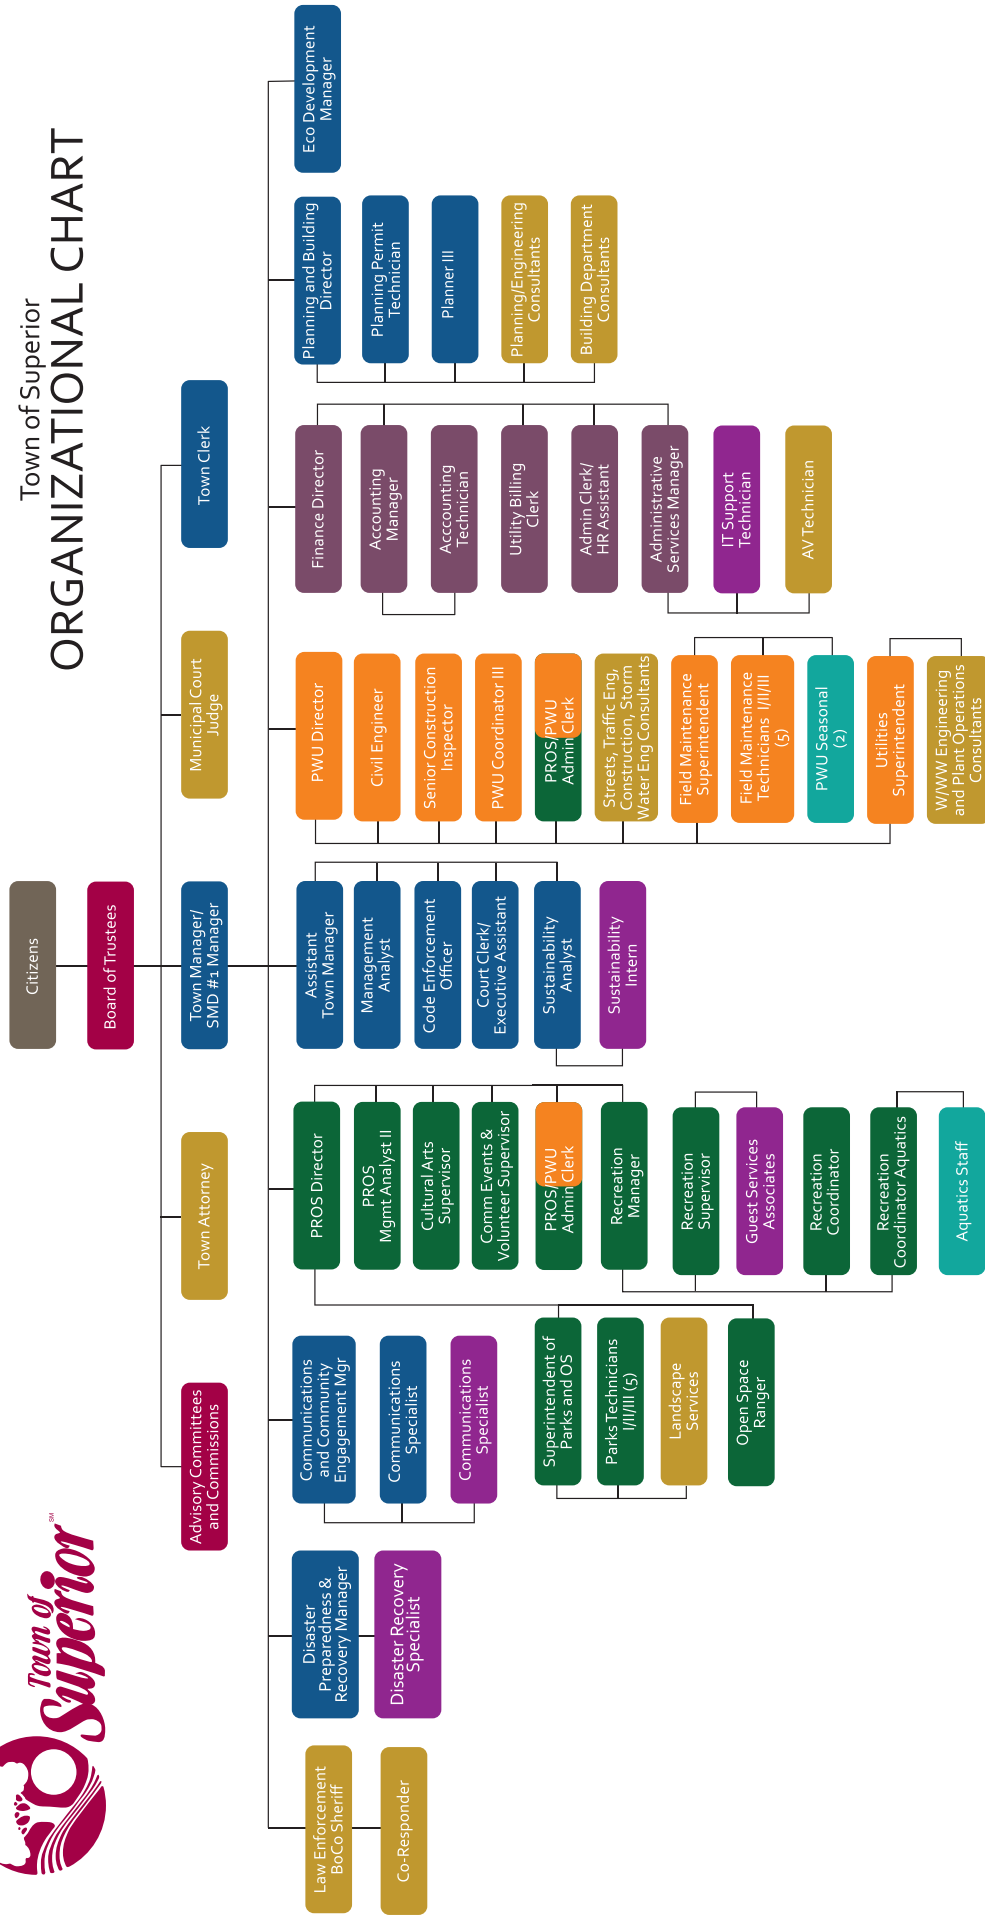 Town of
Superior
SM
Town of Superior
ORGANIZATIONAL CHART
Citizens
Board of Trustees
Advisory Committees
and Commissions
Town Attorney
Town Manager/
SMD #1 Manager
Municipal Court
Judge
Town Clerk
Law Enforcement
BoCo Sheriff
Co-Responder
Disaster
Preparedness &
Recovery Manager
Disaster Recovery
Specialist
Communications
and Community
Engagement Mgr
Communications
Specialist
Communications
Specialist
PROS Director
PROS
Mgmt Analyst II
Cultural Arts
Supervisor
Comm Events &
Volunteer Supervisor
PROS/PWU
Admin Clerk
Recreation
Manager
Recreation
Supervisor
Guest Services
Associates
Recreation
Coordinator
Recreation
Coordinator Aquatics
Aquatics Staff
Superintendent of
Parks and OS
Parks Technicians
I/II/III (5)
Landscape
Services
Open Space
Ranger
Assistant
Town Manager
Management
Analyst
Code Enforcement
Officer
Court Clerk/
Executive Assistant
Sustainability
Analyst
Sustainability
Intern
PWU Director
Civil Engineer
Senior Construction
Inspector
PWU Coordinator III
PROS/PWU
Admin Clerk
Streets, Traffic Eng,
Construction, Storm
Water Eng Consultants
Field Maintenance
Superintendent
Field Maintenance
Technicians I/II/III
(5)
PWU Seasonal
(2)
Utilities
Superintendent
W/WW Engineering
and Plant Operations
Consultants
Finance Director
Accounting
Manager
Acccounting
Technician
Utility Billing
Clerk
Admin Clerk/
HR Assistant
Administrative
Services Manager
IT Support
Technician
AV Technician
Planning and Building
Director
Planning Permit
Technician
Planner III
Planning/Engineering
Consultants
Building Department
Consultants
Eco Development
Manager